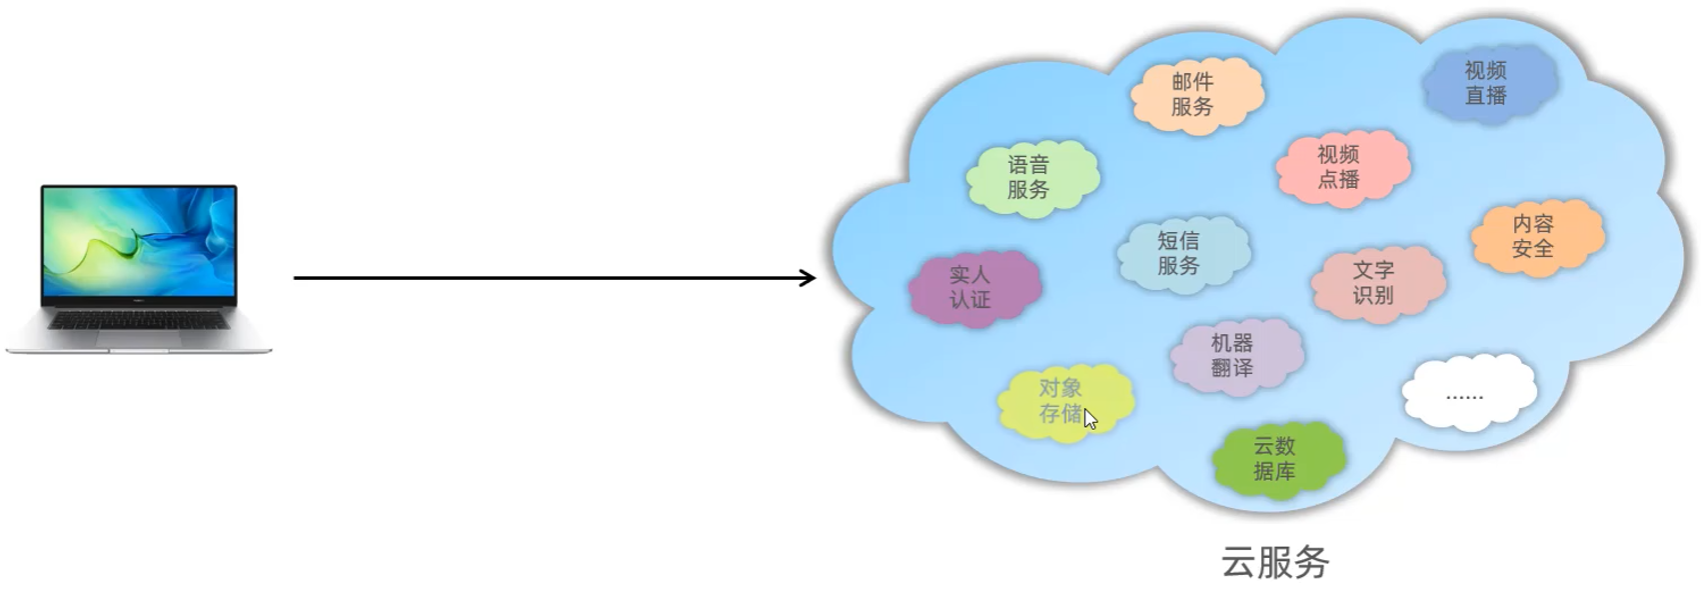 邮件
服务
视频
直播
语音
服务
视频
点播
内容
安全
短信
服务
实人
认证
文字
识别
机器
翻译
对象
存储
......
云数
据库
云服务